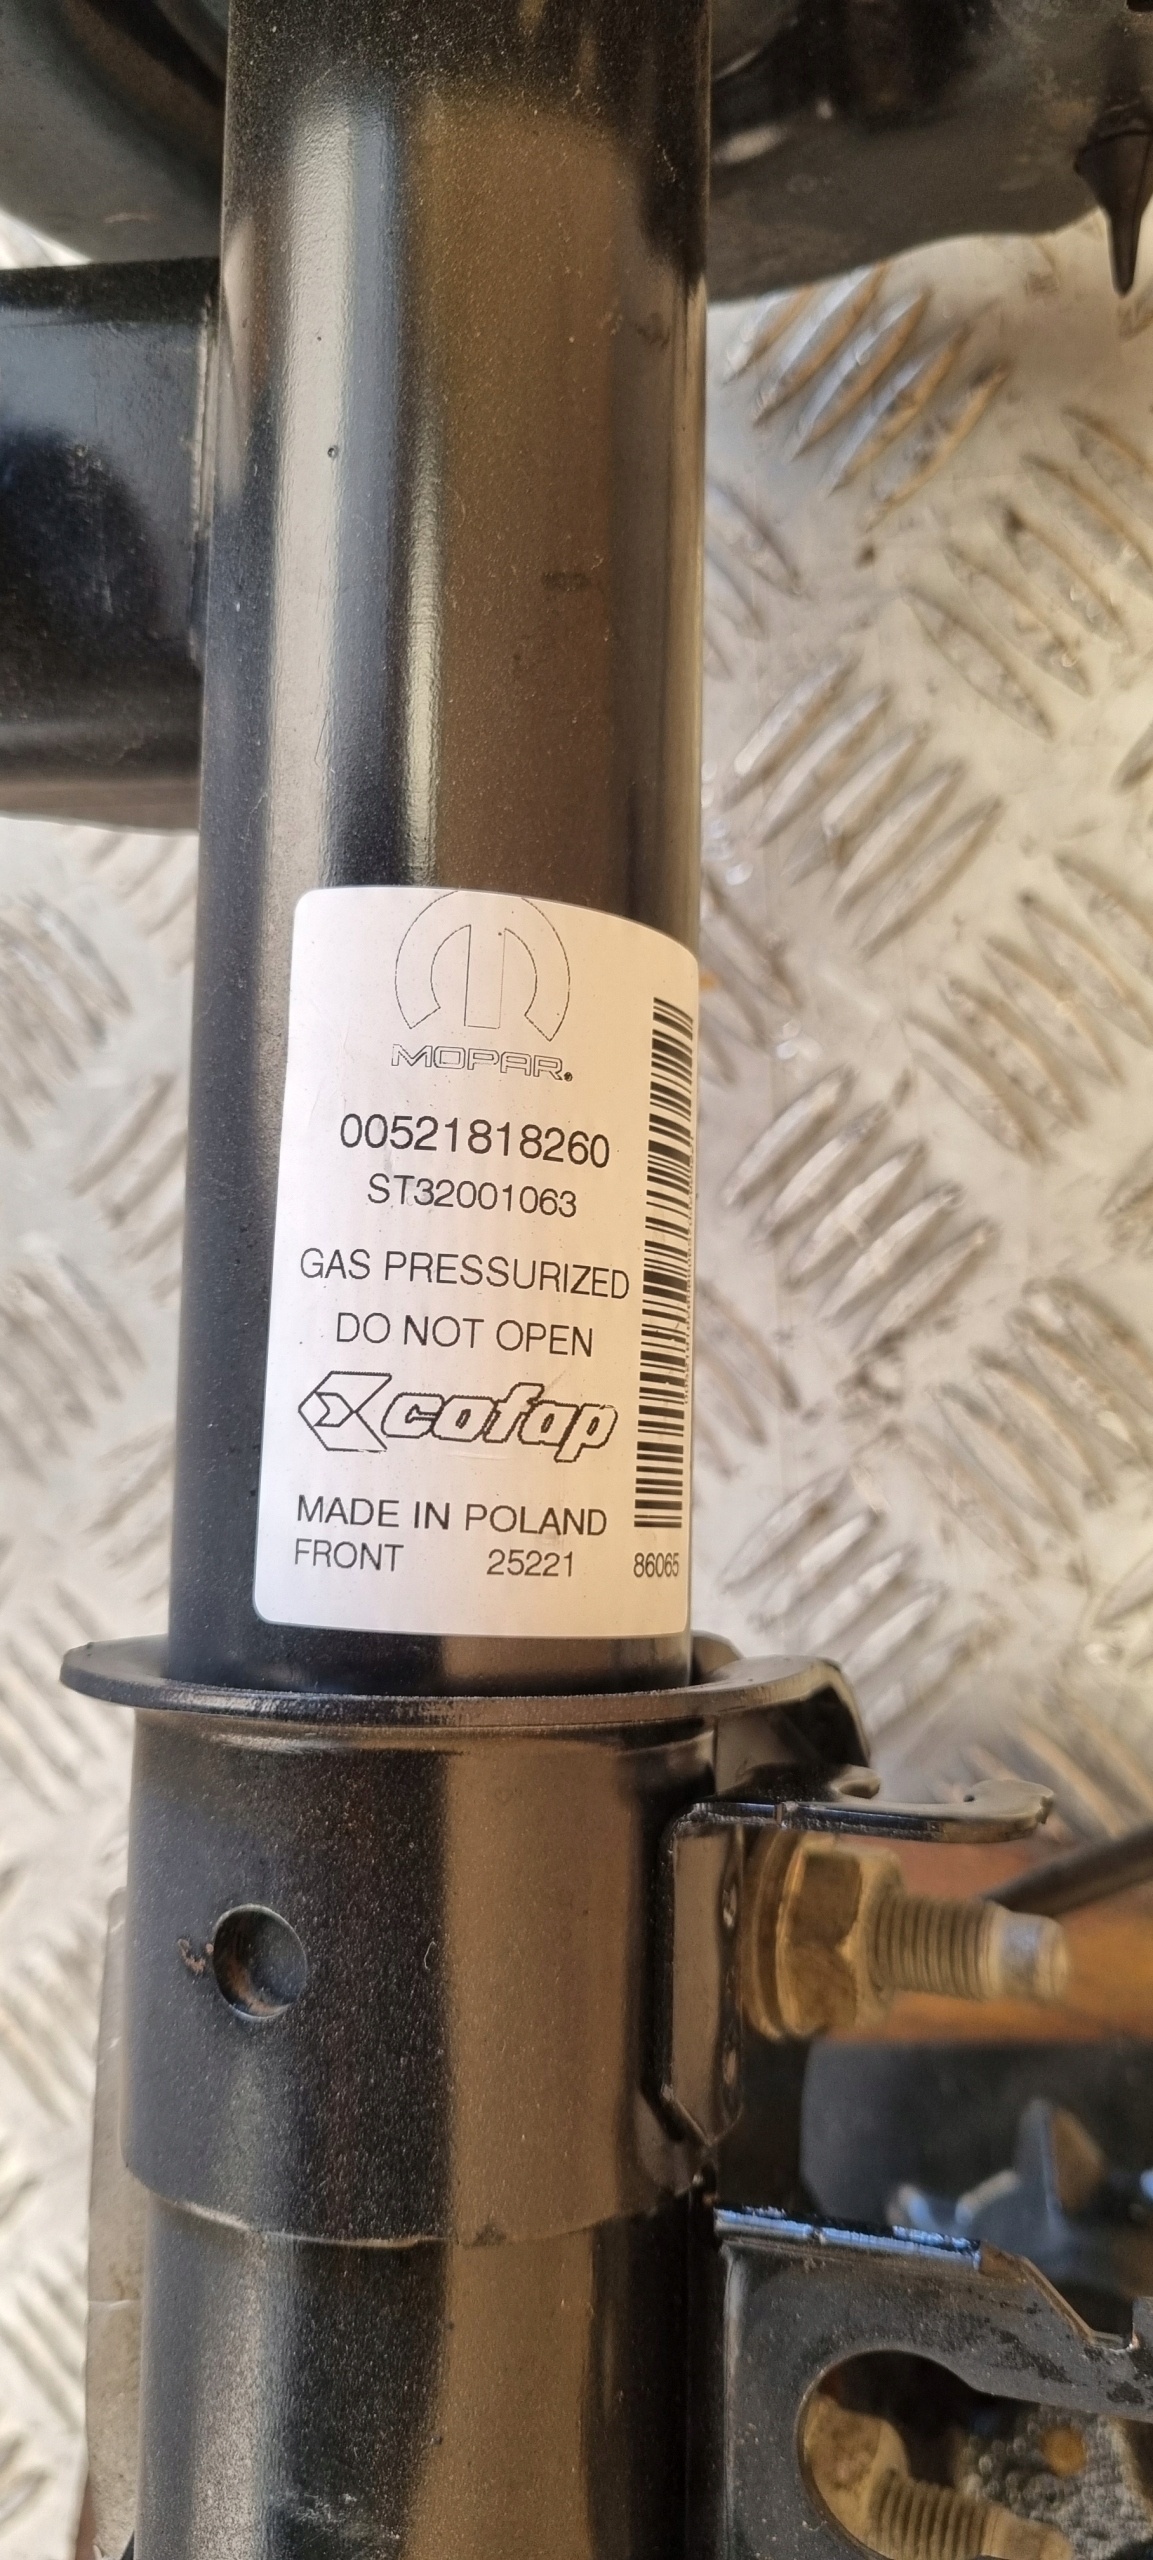 MOPAR.
00521818260
ST32001063
GAS PRESSURIZED
DO NOT OPEN
cofap
MADE IN POLAND
FRONT 25221 86065